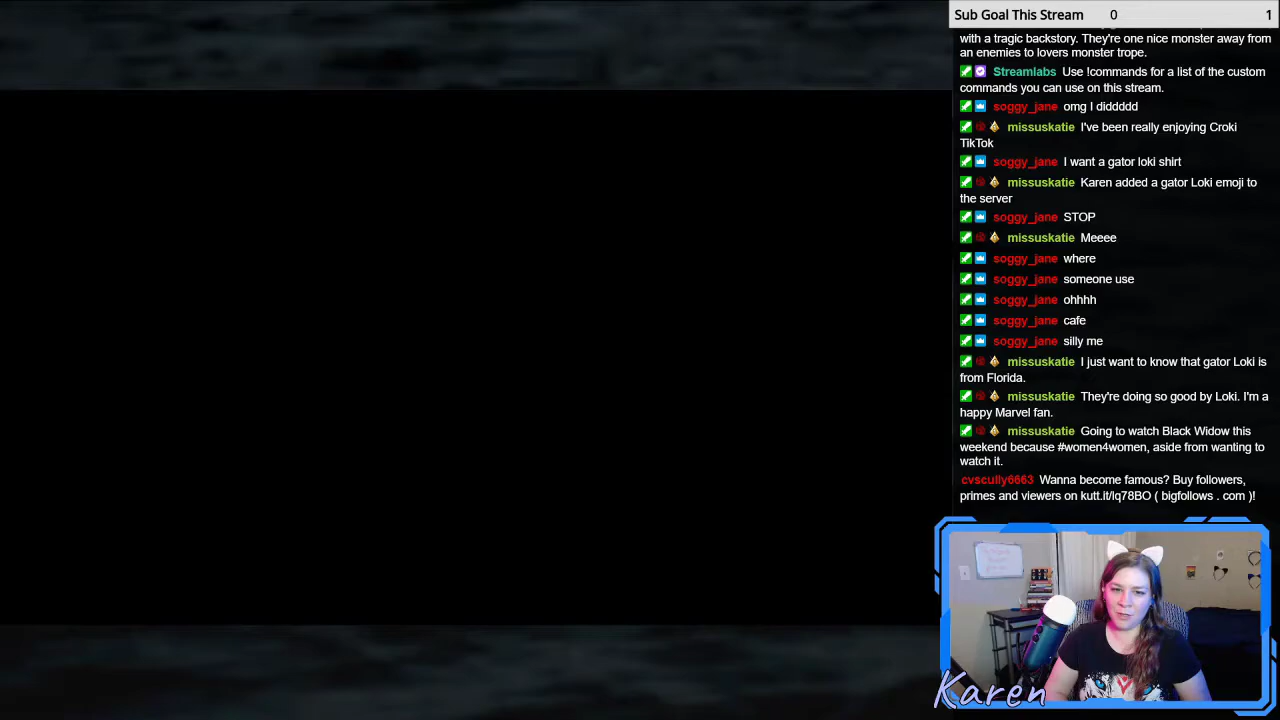 Sub Goal This Stream 0 1
with a tragic backstory. They're one nice monster away from
an enemies to lovers monster trope.
Streamlabs Use !commands for a list of the custom
commands you can use on this stream.
soggy_jane omg I diddddd
missuskatie I've been really enjoying Croki
TikTok
soggy_jane I want a gator loki shirt
missuskatie Karen added a gator Loki emoji to
the server
soggy_jane STOP
missuskatie Meeee
soggy_jane where
soggy_jane someone use
soggy_jane ohhhh
soggy_jane cafe
soggy_jane silly me
missuskatie I just want to know that gator Loki is
from Florida.
missuskatie They're doing so good by Loki. I'm a
happy Marvel fan.
missuskatie Going to watch Black Widow this
weekend because #women4women, aside from wanting to
watch it.
cvscully6663 Wanna become famous? Buy followers,
primes and viewers on kutt.it/lq78BO ( bigfollows . com )!
Karen